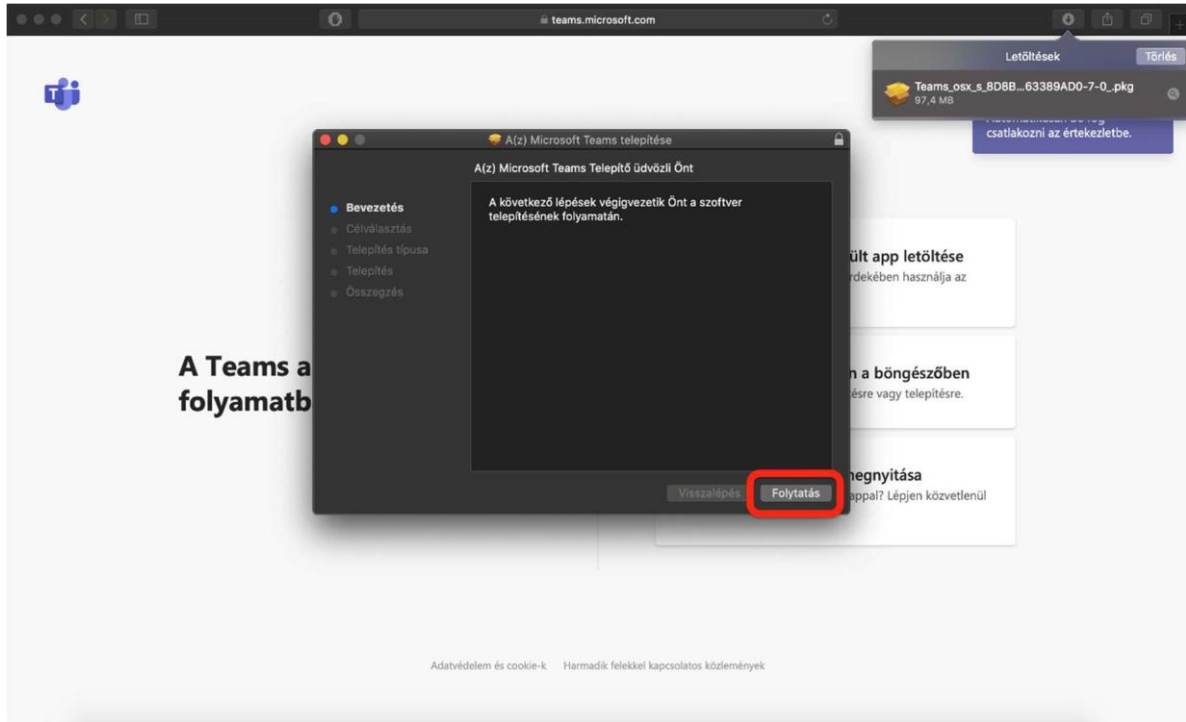 teams.microsoft.com
Letöltések
Törlés
Teams_osx_s_8D8B...63389AD0-7-0_.pkg
97,4 MB
csatlakozni az értekezletbe.
A(z) Microsoft Teams telepítése
A(z) Microsoft Teams Telepítő üdvözli Önt
Bevezetés
Célválasztás
Telepítés típusa
Telepítés
Összegzés
A következő lépések végigvezetik Önt a szoftver
telepítésének folyamatán.
Visszalépés
Folytatás
A Teams a
folyamatb
ült app letöltése
rdekében használja az
n a böngészőben
ésre vagy telepítésre.
negnyitása
appal? Lépjen közvetlenül
Adatvédelem és cookie-k
Harmadik felekkel kapcsolatos közlemények